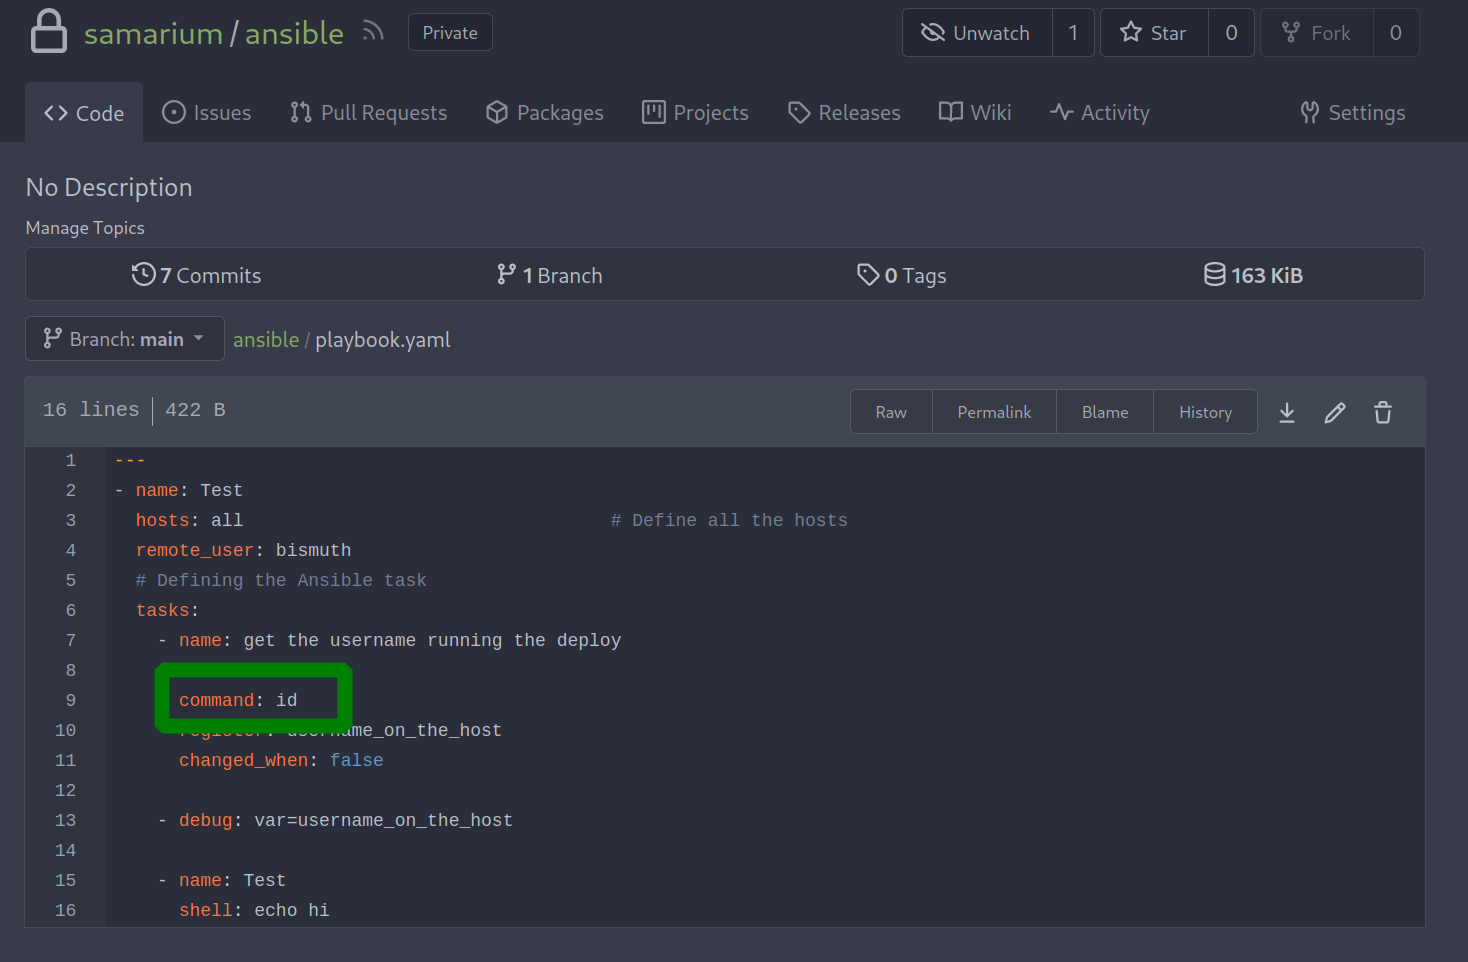 samarium / ansible Private Unwatch 1 Star 0 Fork 0
Code Issues Pull Requests Packages Projects Releases Wiki Activity Settings
No Description
Manage Topics
7 Commits 1 Branch 0 Tags 163 KiB
Branch: main ansible / playbook.yaml
16 lines 422 B Raw Permalink Blame History
1 ---
2 - name: Test
3 hosts: all # Define all the hosts
4 remote_user: bismuth
5 # Defining the Ansible task
6 tasks:
7 - name: get the username running the deploy
8
9 command: id
10 register: username_on_the_host
11 changed_when: false
12
13 - debug: var=username_on_the_host
14
15 - name: Test
16 shell: echo hi